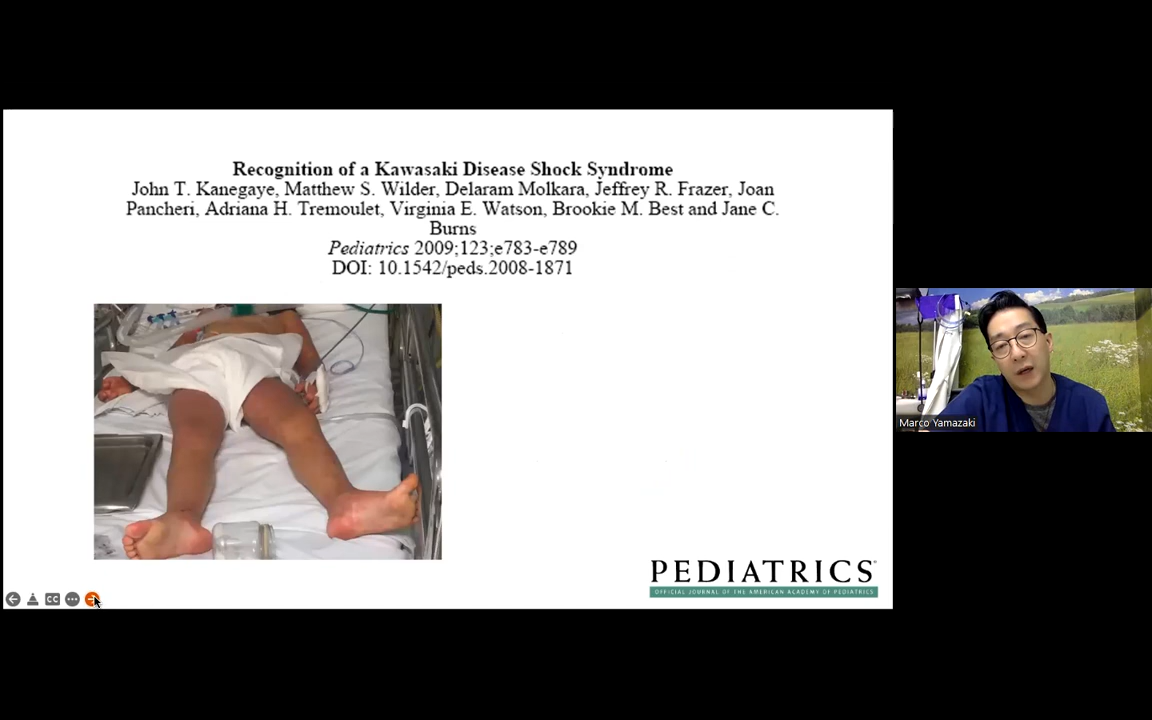 Recognition of a Kawasaki Disease Shock Syndrome
John T. Kanegaye, Matthew S. Wilder, Delaram Molkara, Jeffrey R. Frazer, Joan
Pancheri, Adriana H. Tremoulet, Virginia E. Watson, Brookie M. Best and Jane C.
Burns
Pediatrics 2009;123;e783-e789
DOI: 10.1542/peds.2008-1871
Marco Yamazaki
PEDIATRICS
OFFICIAL JOURNAL OF THE AMERICAN ACADEMY OF PEDIATRICS
CC